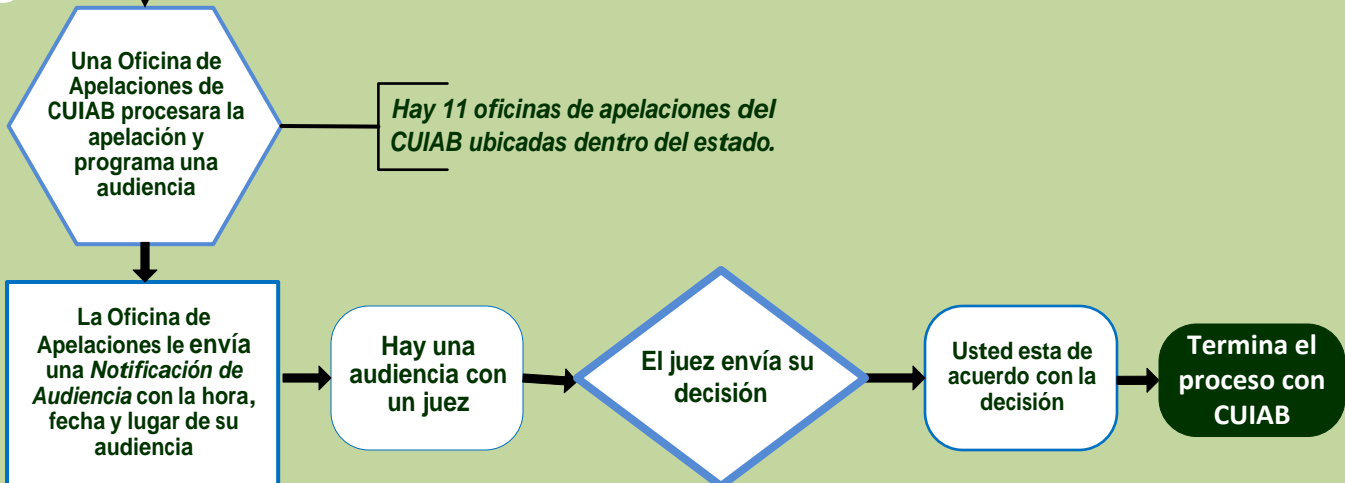 Una Oficina de
Apelaciones de
CUIAB procesara la
apelación y
programa una
audiencia
Hay 11 oficinas de apelaciones del
CUIAB ubicadas dentro del estado.
La Oficina de
Apelaciones le envía
una Notificación de
Audiencia con la hora,
fecha y lugar de su
audiencia
Hay una
audiencia con
un juez
El juez envía su
decisión
Usted esta de
acuerdo con la
decisión
Termina el
proceso con
CUIAB